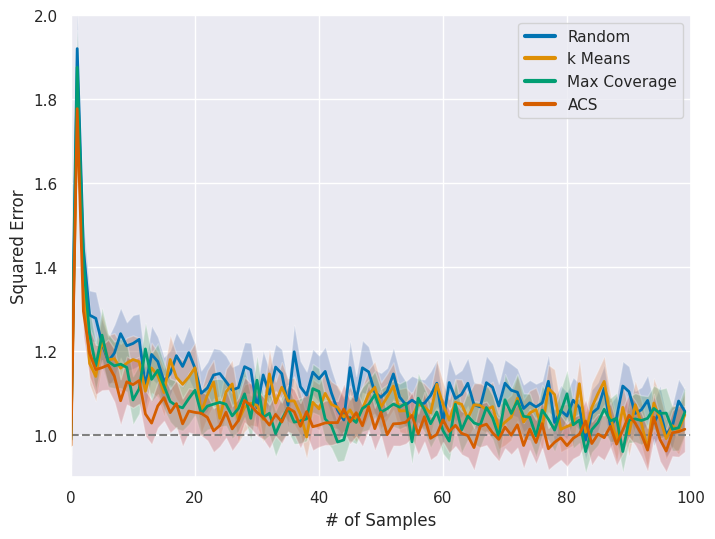 Random
k Means
Max Coverage
ACS
Squared Error
2.0
1.8
1.6
1.4
1.2
1.0
0
20
40
60
80
100
# of Samples